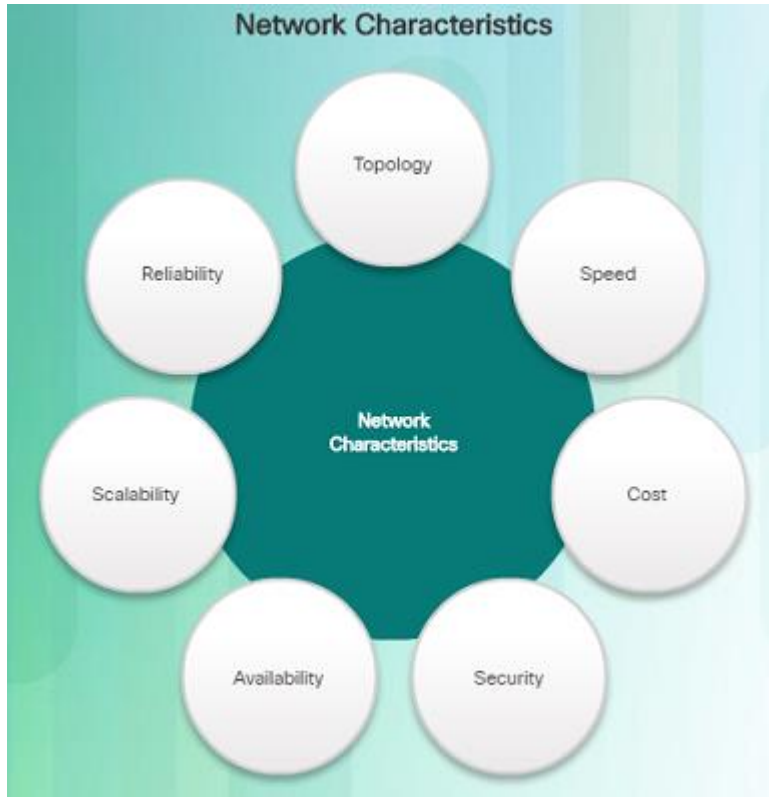 Network Characteristics
Topology
Reliability
Speed
Network
Characteristics
Scalability
Cost
Availability
Security